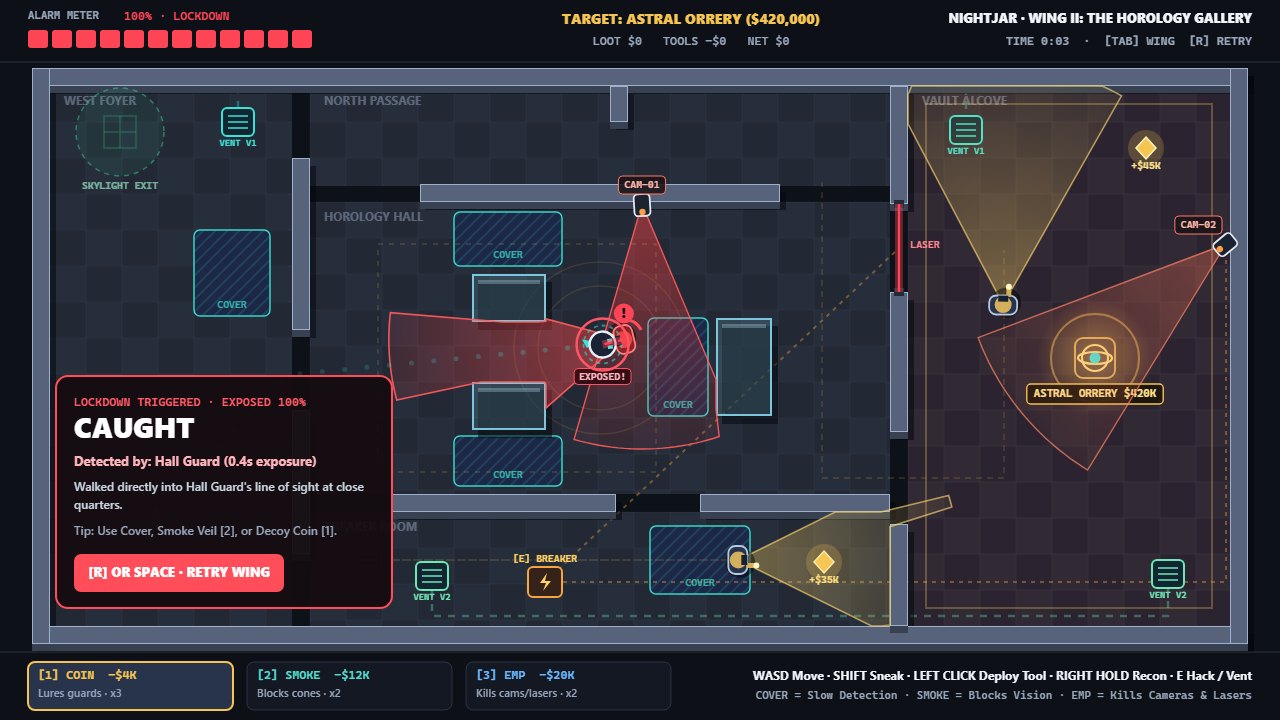 ALARM METER 100% · LOCKDOWN
TARGET: ASTRAL ORRERY ($420,000)
LOOT $0 TOOLS −$0 NET $0
NIGHTJAR · WING II: THE HOROLOGY GALLERY
TIME 0:03 · [TAB] WING [R] RETRY
WEST FOYER
NORTH PASSAGE
VAULT ALCOVE
VENT V1
VENT V1
+$45K
SKYLIGHT EXIT
CAM-01
HOROLOGY HALL
CAM-02
LASER
COVER
COVER
!
EXPOSED!
COVER
ASTRAL ORRERY $420K
COVER
LOCKDOWN TRIGGERED · EXPOSED 100%
CAUGHT
Detected by: Hall Guard (0.4s exposure)
Walked directly into Hall Guard's line of sight at close
quarters.
Tip: Use Cover, Smoke Veil [2], or Decoy Coin [1].
[R] OR SPACE · RETRY WING
ROOM
[E] BREAKER
VENT V2
COVER
+$35K
VENT V2
[1] COIN −$4K
Lures guards · x3
[2] SMOKE −$12K
Blocks cones · x2
[3] EMP −$20K
Kills cams/lasers · x2
WASD Move · SHIFT Sneak · LEFT CLICK Deploy Tool · RIGHT HOLD Recon · E Hack / Vent
COVER = Slow Detection · SMOKE = Blocks Vision · EMP = Kills Cameras & Lasers